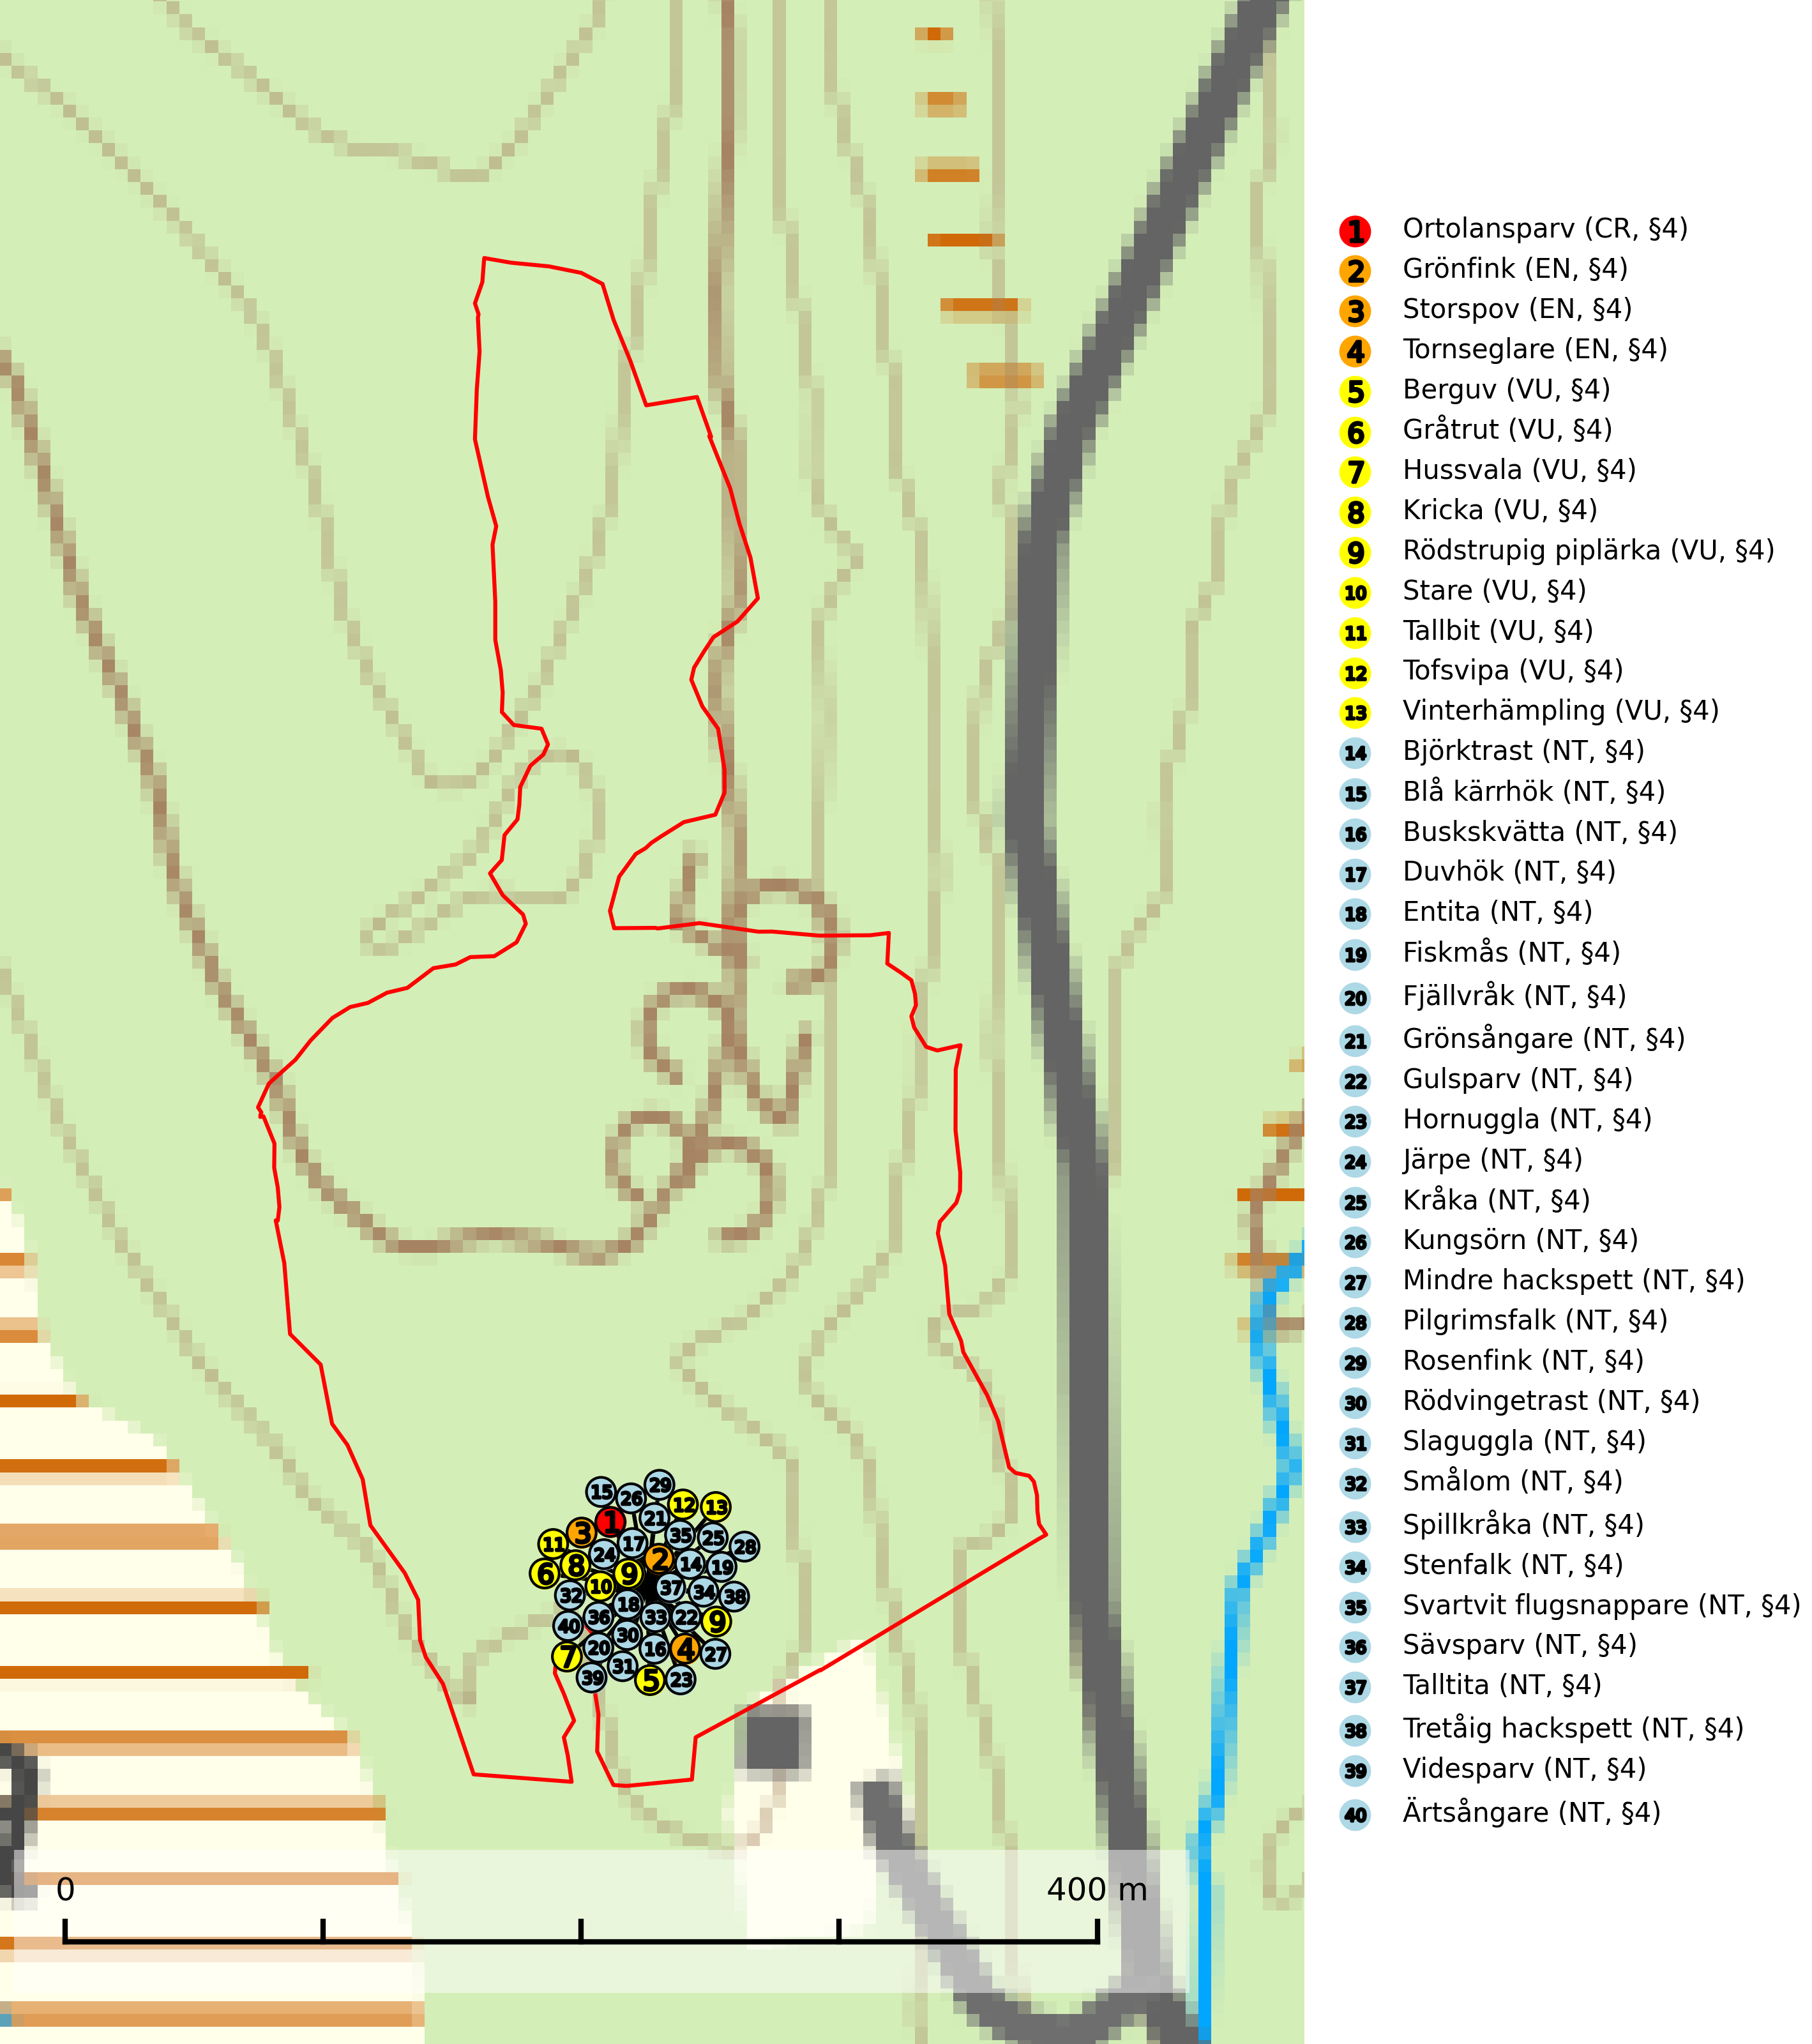 1 Ortolansparv (CR, §4)
2 Grönfink (EN, §4)
3 Storspov (EN, §4)
4 Tornseglare (EN, §4)
5 Berguv (VU, §4)
6 Gråtrut (VU, §4)
7 Hussvala (VU, §4)
8 Kricka (VU, §4)
9 Rödstrupig piplärka (VU, §4)
10 Stare (VU, §4)
11 Tallbit (VU, §4)
12 Tofsvipa (VU, §4)
13 Vinterhämpling (VU, §4)
14 Björktrast (NT, §4)
15 Blå kärrhök (NT, §4)
16 Buskskvätta (NT, §4)
17 Duvhök (NT, §4)
18 Entita (NT, §4)
19 Fiskmås (NT, §4)
20 Fjällvråk (NT, §4)
21 Grönsångare (NT, §4)
22 Gulsparv (NT, §4)
23 Hornuggla (NT, §4)
24 Järpe (NT, §4)
25 Kråka (NT, §4)
26 Kungsörn (NT, §4)
27 Mindre hackspett (NT, §4)
28 Pilgrimsfalk (NT, §4)
29 Rosenfink (NT, §4)
30 Rödvingetrast (NT, §4)
31 Slaguggla (NT, §4)
32 Smålom (NT, §4)
33 Spillkråka (NT, §4)
34 Stenfalk (NT, §4)
35 Svartvit flugsnappare (NT, §4)
36 Sävsparv (NT, §4)
37 Talltita (NT, §4)
38 Tretåig hackspett (NT, §4)
39 Videsparv (NT, §4)
40 Ärtsångare (NT, §4)
15 26 29 12 13
1 21
11 3 17 35 25 28
6 8 24 2 14 19
32 10 9 37 34 38
40 36 18 33 22 9
7 20 30 16 4 27
39 31 5 23
0 400 m